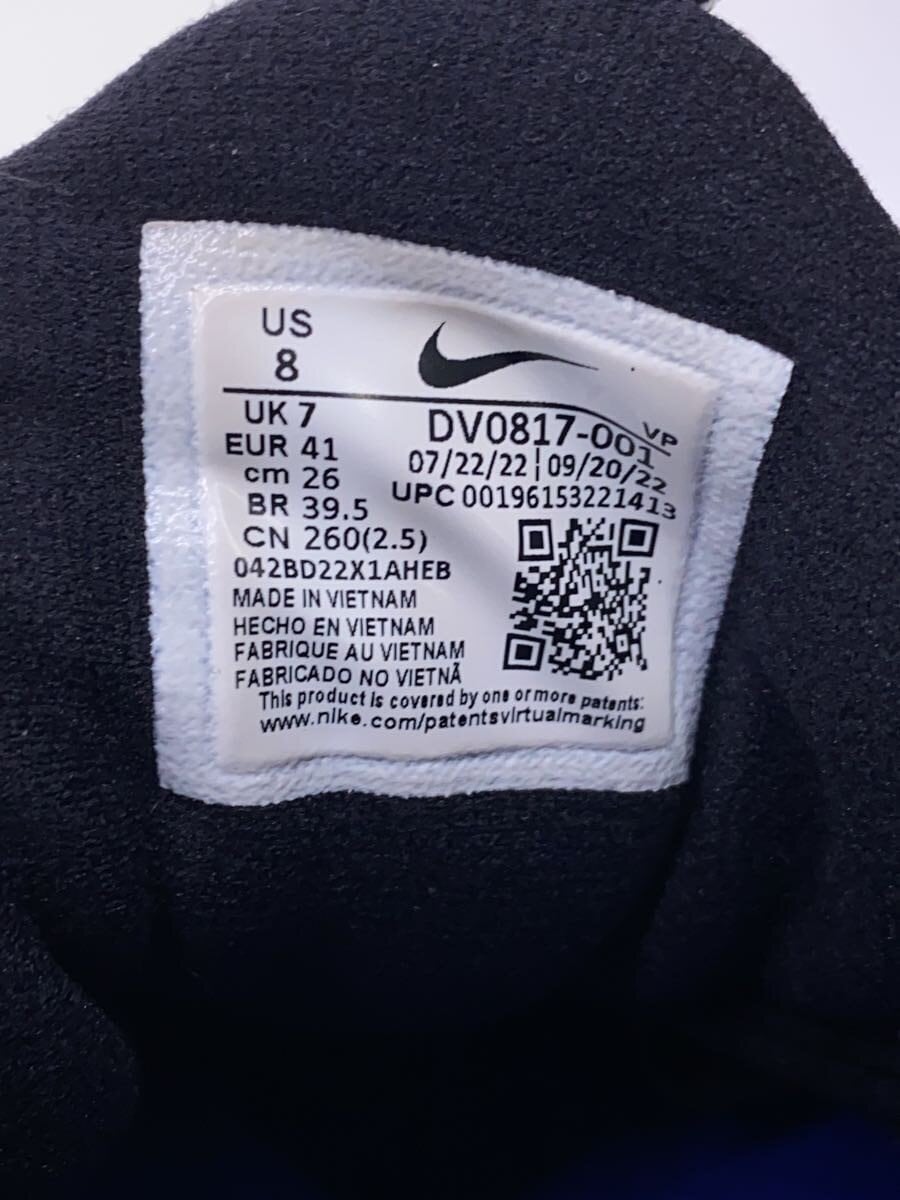 US
8
UK 7
EUR 41
cm 26
BR 39.5
CN 260(2.5)
VP
DV0817-001
07/22/22 | 09/20/22
UPC 00196153221413
042BD22X1AHEB
MADE IN VIETNAM
HECHO EN VIETNAM
FABRIQUE AU VIETNAM
FABRICADO NO VIETNÃ
This product is covered by one or more patents:
www.nike.com/patentsvirtualmarking